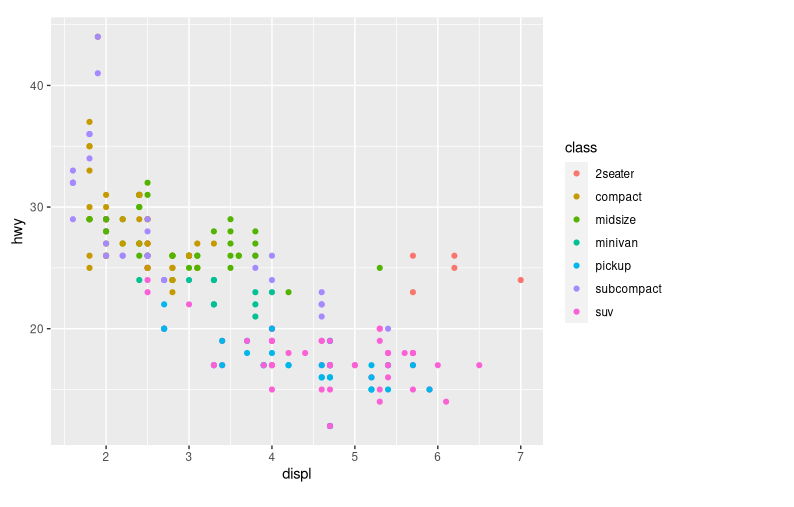 hwy
40
30
20
2 3 4 5 6 7
displ
class
2seater
compact
midsize
minivan
pickup
subcompact
suv